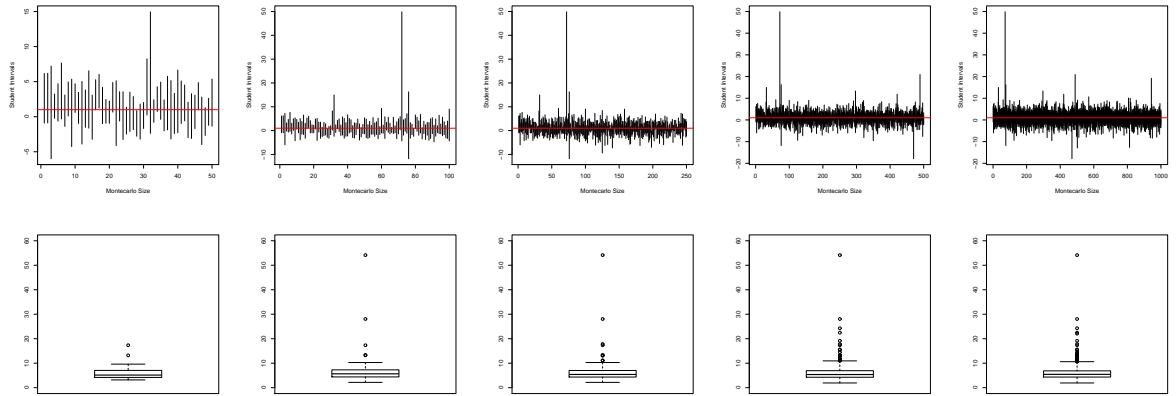 Student Intervals
-5 0 5 10 15
0 10 20 30 40 50
Montecarlo Size
Student Intervals
-10 0 10 20 30 40 50
0 20 40 60 80 100
Montecarlo Size
Student Intervals
-10 0 10 20 30 40 50
0 50 100 150 200 250
Montecarlo Size
Student Intervals
-20 -10 0 10 20 30 40 50
0 100 200 300 400 500
Montecarlo Size
Student Intervals
-20 -10 0 10 20 30 40 50
0 200 400 600 800 1000
Montecarlo Size
0 10 20 30 40 50 60
0 10 20 30 40 50 60
0 10 20 30 40 50 60
0 10 20 30 40 50 60
0 10 20 30 40 50 60